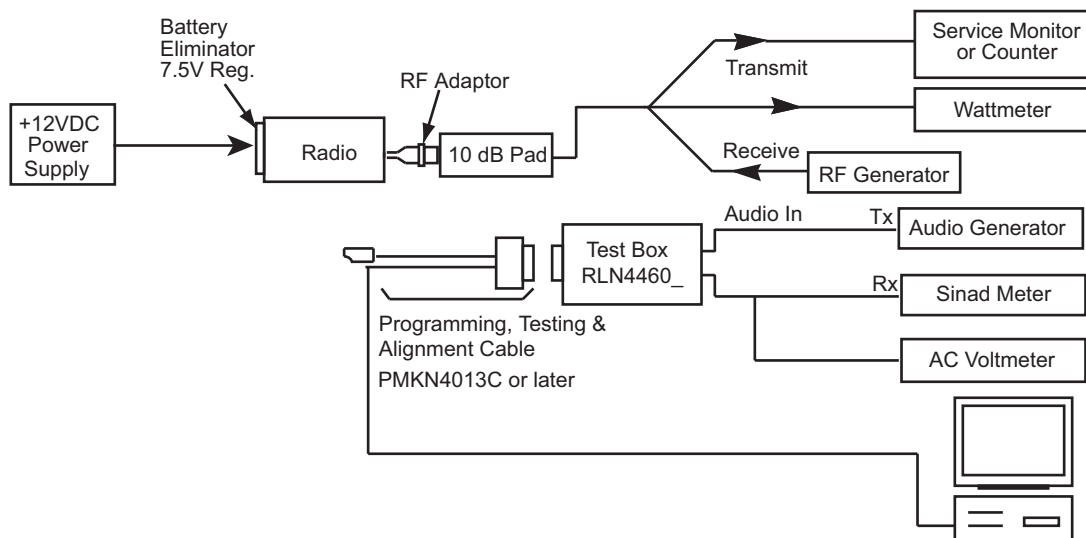 Battery
Eliminator
7.5V Reg.
+12VDC
Power
Supply
Radio
RF Adaptor
10 dB Pad
Transmit
Service Monitor
or Counter
Wattmeter
Receive
RF Generator
Audio In
Tx
Audio Generator
Test Box
RLN4460_
Rx
Sinad Meter
AC Voltmeter
Programming, Testing &
Alignment Cable
PMKN4013C or later